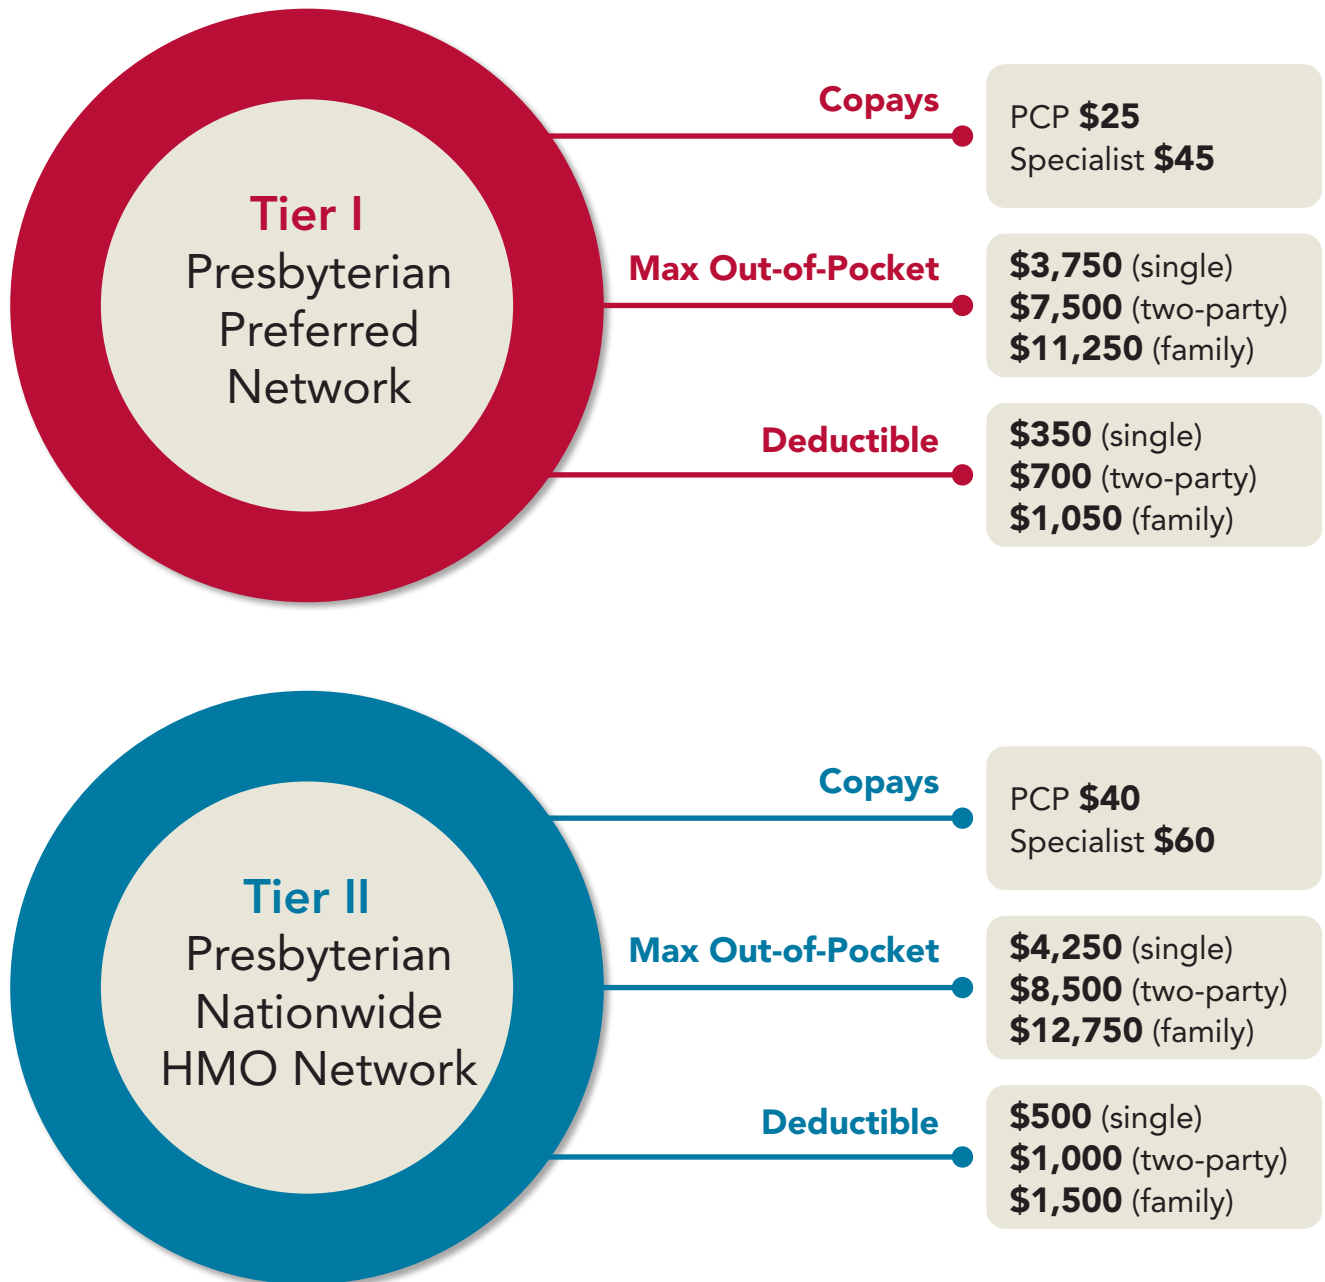 Tier I
Presbyterian
Preferred
Network
Copays
PCP $25
Specialist $45
Max Out-of-Pocket
$3,750 (single)
$7,500 (two-party)
$11,250 (family)
Deductible
$350 (single)
$700 (two-party)
$1,050 (family)
Tier II
Presbyterian
Nationwide
HMO Network
Copays
PCP $40
Specialist $60
Max Out-of-Pocket
$4,250 (single)
$8,500 (two-party)
$12,750 (family)
Deductible
$500 (single)
$1,000 (two-party)
$1,500 (family)